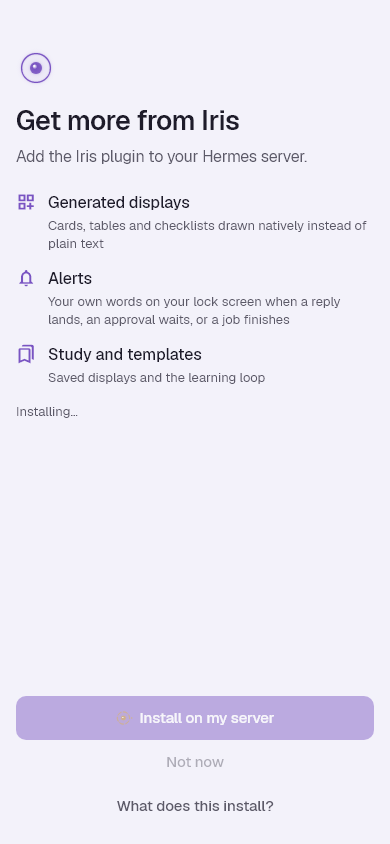 Get more from Iris
Add the Iris plugin to your Hermes server.
Generated displays
Cards, tables and checklists drawn natively instead of
plain text
Alerts
Your own words on your lock screen when a reply
lands, an approval waits, or a job finishes
Study and templates
Saved displays and the learning loop
Installing…
Install on my server
Not now
What does this install?